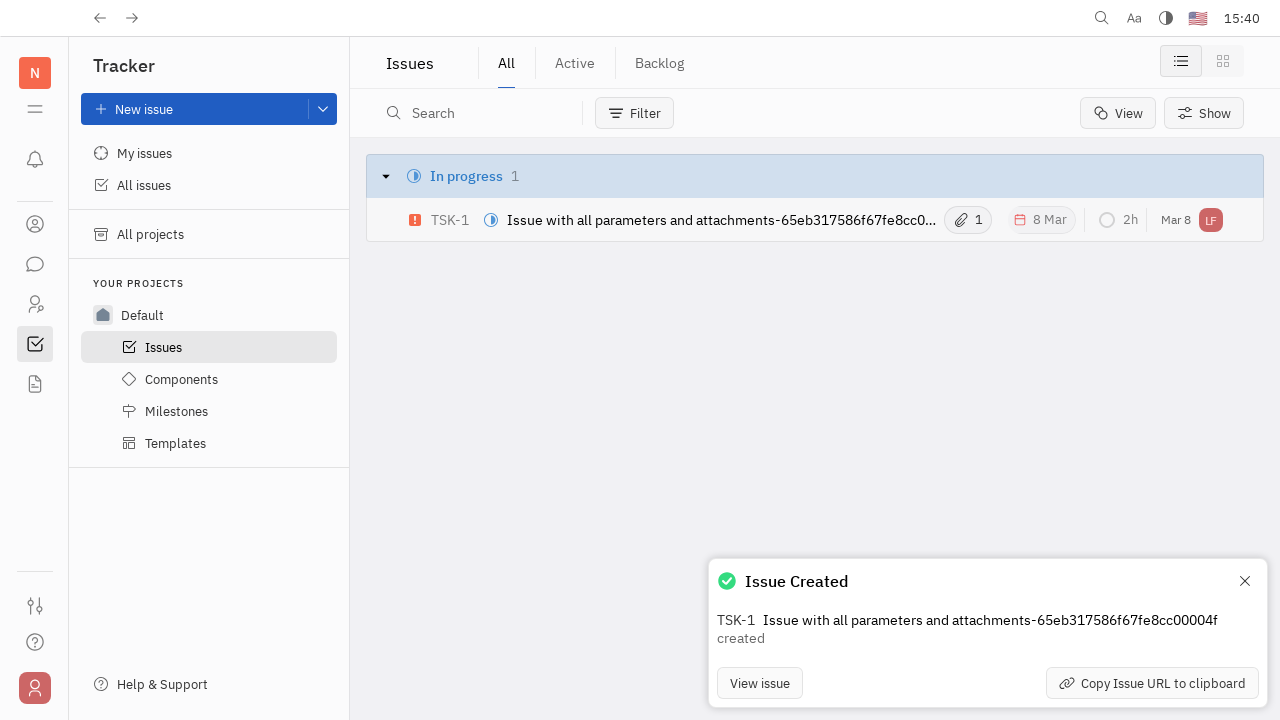 Aa
15:40
N
Tracker
New issue
My issues
All issues
All projects
YOUR PROJECTS
Default
Issues
Components
Milestones
Templates
Help & Support
Issues
All
Active
Backlog
Search
Filter
View
Show
In progress 1
TSK-1 Issue with all parameters and attachments-65eb317586f67fe8cc0... 1 8 Mar 2h Mar 8 LF
Issue Created
TSK-1 Issue with all parameters and attachments-65eb317586f67fe8cc00004f
created
View issue
Copy Issue URL to clipboard